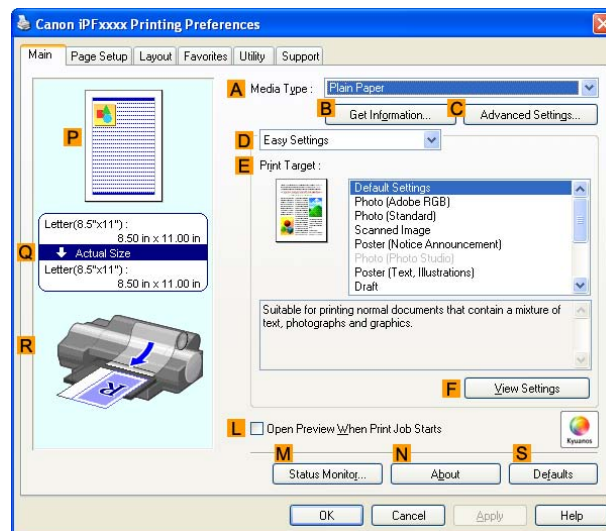 Canon iPFxxxx Printing Preferences
Main Page Setup Layout Favorites Utility Support
A Media Type : Plain Paper
B C
Get Information... Advanced Settings...
D Easy Settings
P
E Print Target :
Default Settings
Photo (Adobe RGB)
Photo (Standard)
Scanned Image
Poster (Notice Announcement)
Photo (Photo Studio)
Poster (Text, Illustrations)
Draft
Letter(8.5"x11") :
8.50 in x 11.00 in
Q Actual Size
Letter(8.5"x11") :
8.50 in x 11.00 in
Suitable for printing normal documents that contain a mixture of
text, photographs and graphics.
R
R
F View Settings
L Open Preview When Print Job Starts
Kyuanos
M N S
Status Monitor... About Defaults
OK Cancel Apply Help